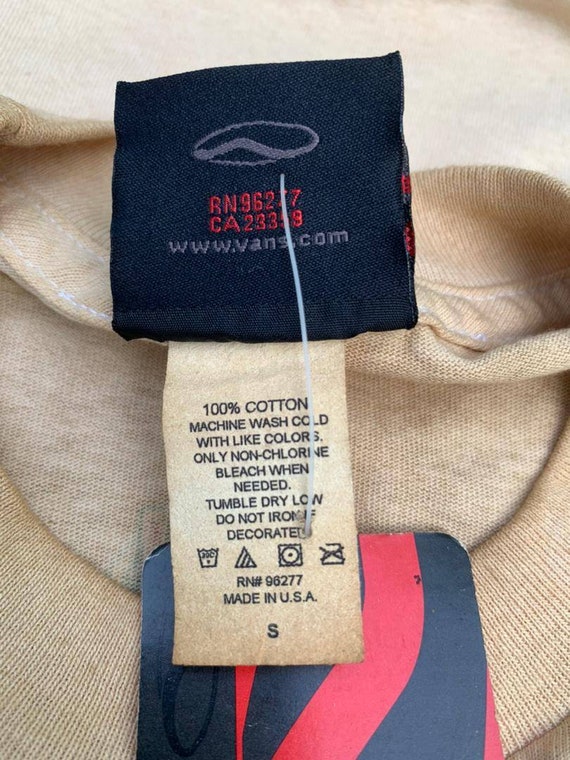 RN96277
CA23359
www.vans.com
100% COTTON
MACHINE WASH COLD
WITH LIKE COLORS.
ONLY NON-CHLORINE
BLEACH WHEN
NEEDED.
TUMBLE DRY LOW
DO NOT IRON IF
DECORATED
RN# 96277
MADE IN U.S.A.
S